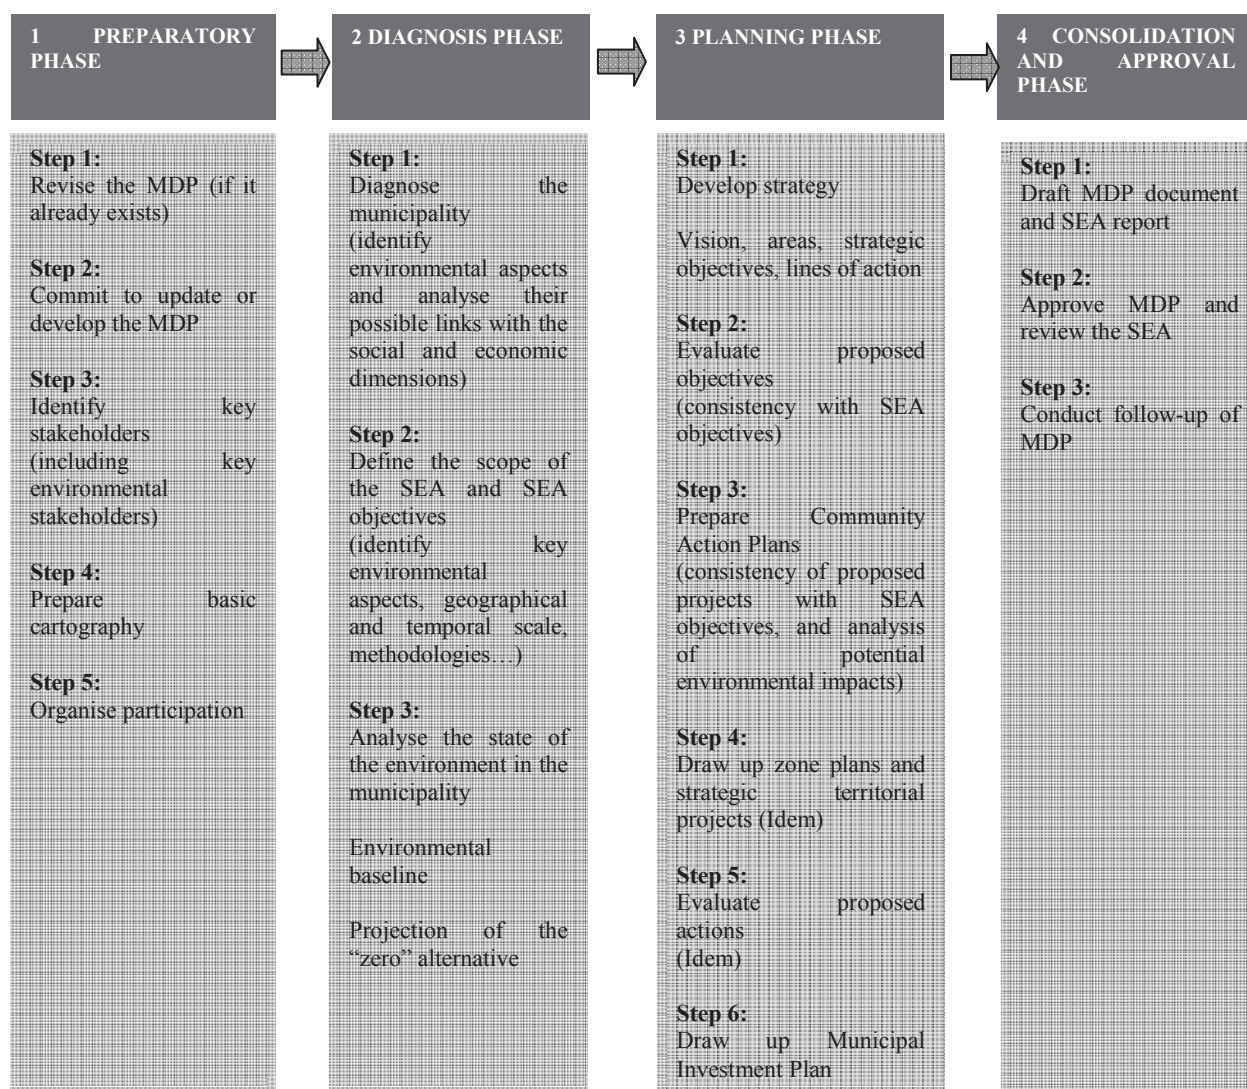 1 PREPARATORY
PHASE
2 DIAGNOSIS PHASE
3 PLANNING PHASE
4 CONSOLIDATION
AND APPROVAL
PHASE
Step 1:
Revise the MDP (if it
already exists)
Step 2:
Commit to update or
develop the MDP
Step 3:
Identify key
stakeholders
(including key
environmental
stakeholders)
Step 4:
Prepare basic
cartography
Step 5:
Organise participation
Step 1:
Diagnose the
municipality
(identify
environmental aspects
and analyse their
possible links with the
social and economic
dimensions)
Step 2:
Define the scope of
the SEA and SEA
objectives
(identify key
environmental
aspects, geographical
and temporal scale,
methodologies…)
Step 3:
Analyse the state of
the environment in the
municipality
Environmental
baseline
Projection of the
“zero” alternative
Step 1:
Develop strategy
Vision, areas, strategic
objectives, lines of action
Step 2:
Evaluate proposed
objectives
(consistency with SEA
objectives)
Step 3:
Prepare Community
Action Plans
(consistency of proposed
projects with SEA
objectives, and analysis
of potential
environmental impacts)
Step 4:
Draw up zone plans and
strategic territorial
projects (Idem)
Step 5:
Evaluate proposed
actions
(Idem)
Step 6:
Draw up Municipal
Investment Plan
Step 1:
Draft MDP document
and SEA report
Step 2:
Approve MDP and
review the SEA
Step 3:
Conduct follow-up of
MDP